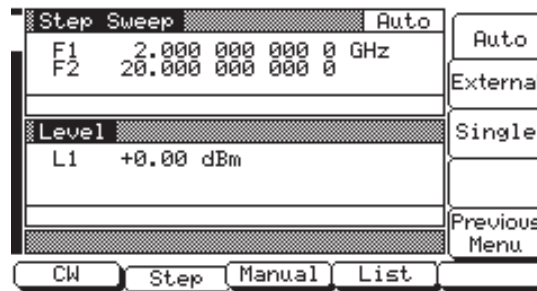 Step Sweep Auto
F1 2.000 000 000 0 GHz
F2 20.000 000 000 0
Level
L1 +0.00 dBm
Auto
Externa
Single
Previous
Menu
CW Step Manual List